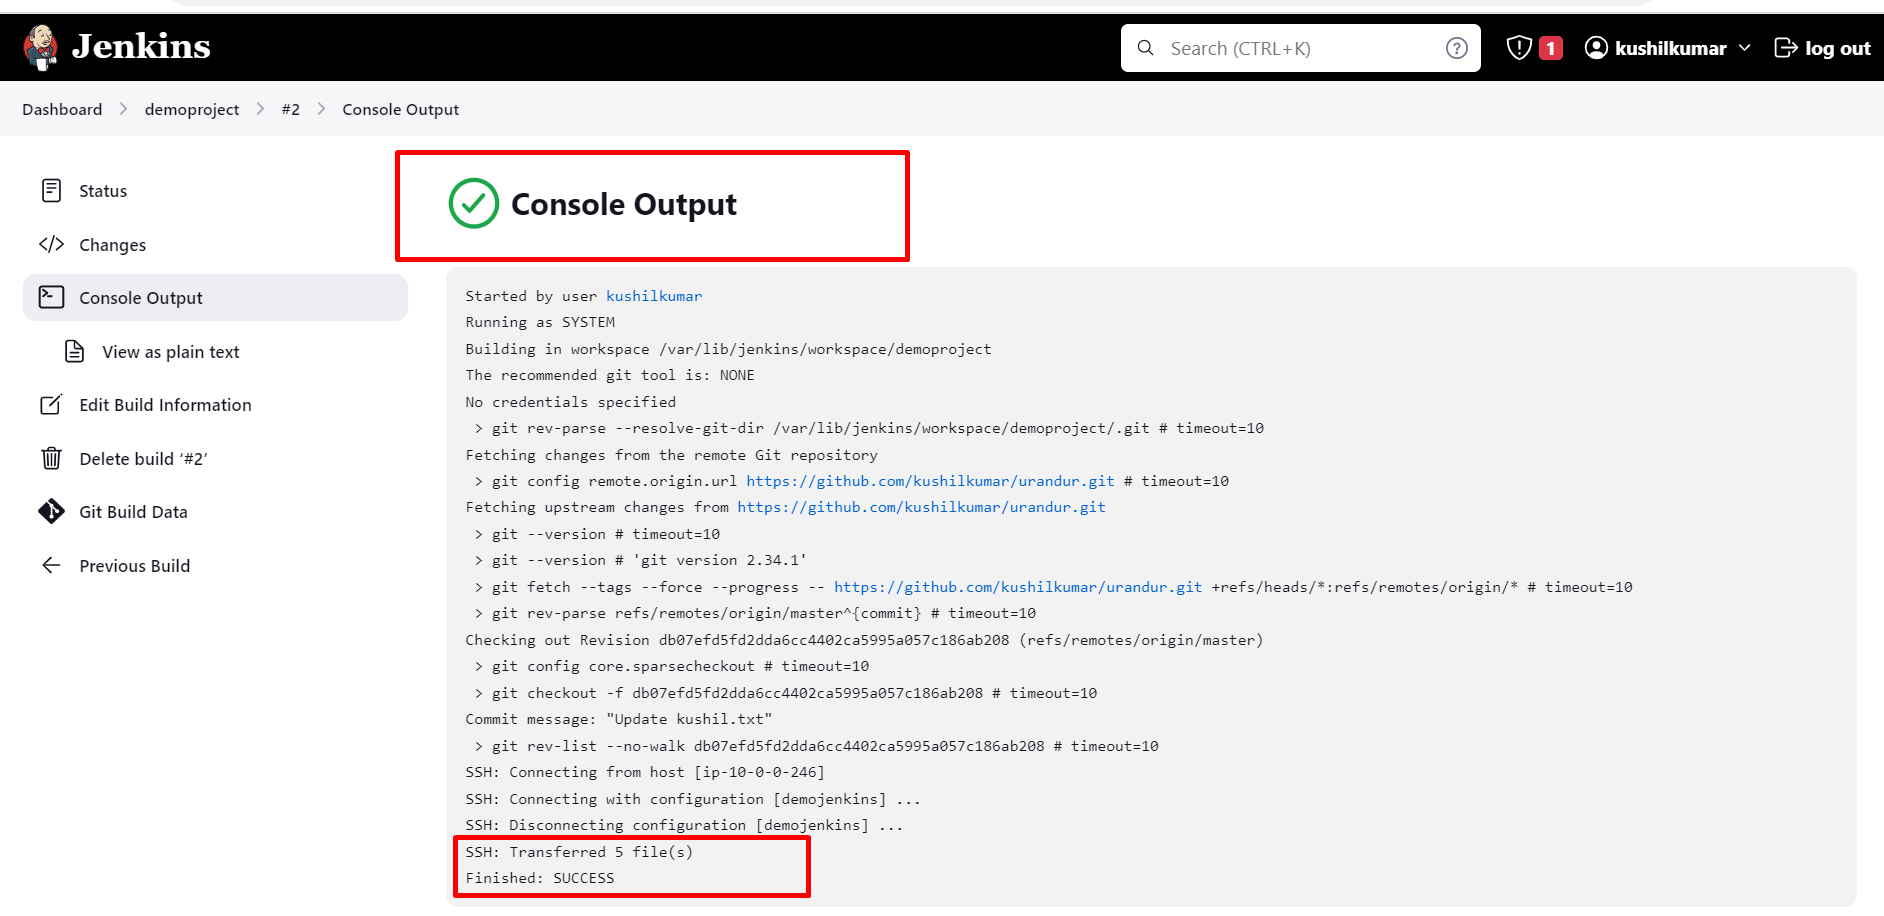 Jenkins
Search (CTRL+K)
1
kushilkumar
log out
Dashboard > demoproject > #2 > Console Output
Status
Changes
Console Output
View as plain text
Edit Build Information
Delete build ‘#2’
Git Build Data
Previous Build
Console Output
Started by user kushilkumar
Running as SYSTEM
Building in workspace /var/lib/jenkins/workspace/demoproject
The recommended git tool is: NONE
No credentials specified
 > git rev-parse --resolve-git-dir /var/lib/jenkins/workspace/demoproject/.git # timeout=10
Fetching changes from the remote Git repository
 > git config remote.origin.url https://github.com/kushilkumar/urandur.git # timeout=10
Fetching upstream changes from https://github.com/kushilkumar/urandur.git
 > git --version # timeout=10
 > git --version # 'git version 2.34.1'
 > git fetch --tags --force --progress -- https://github.com/kushilkumar/urandur.git +refs/heads/*:refs/remotes/origin/* # timeout=10
 > git rev-parse refs/remotes/origin/master^{commit} # timeout=10
Checking out Revision db07efd5fd2dda6cc4402ca5995a057c186ab208 (refs/remotes/origin/master)
 > git config core.sparsecheckout # timeout=10
 > git checkout -f db07efd5fd2dda6cc4402ca5995a057c186ab208 # timeout=10
Commit message: "Update kushil.txt"
 > git rev-list --no-walk db07efd5fd2dda6cc4402ca5995a057c186ab208 # timeout=10
SSH: Connecting from host [ip-10-0-0-246]
SSH: Connecting with configuration [demojenkins] ...
SSH: Disconnecting configuration [demojenkins] ...
SSH: Transferred 5 file(s)
Finished: SUCCESS